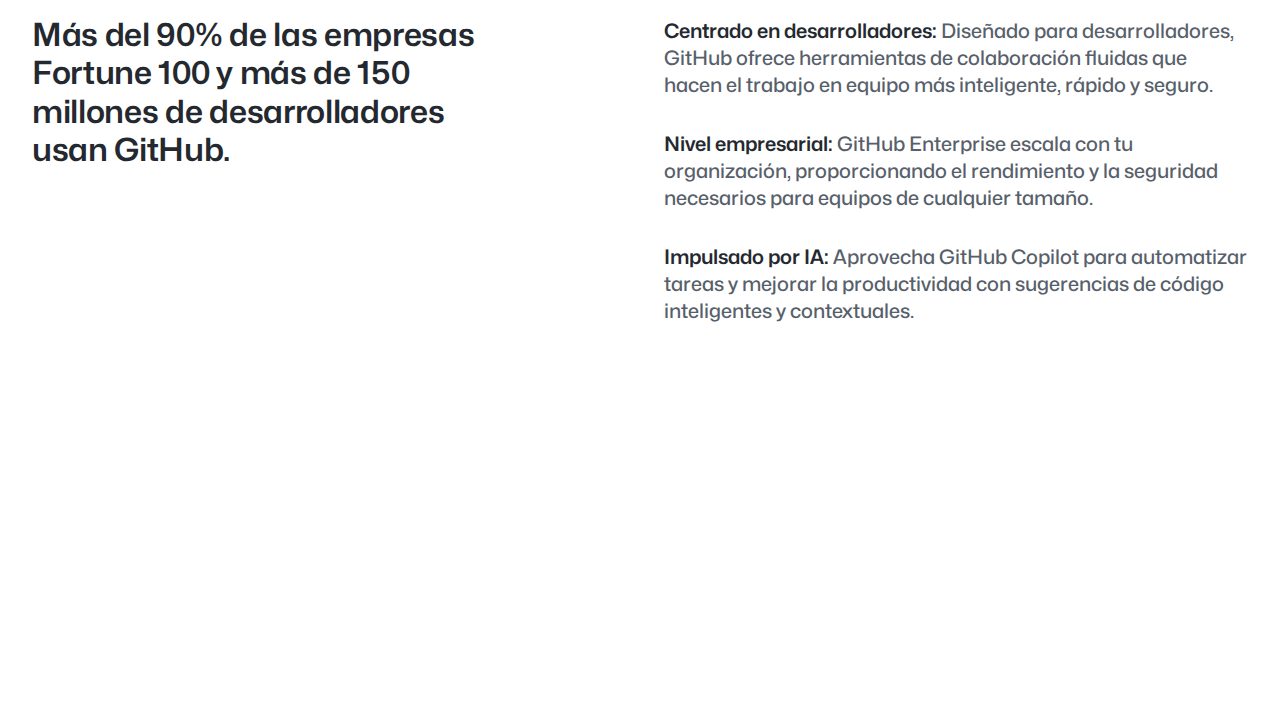 Más del 90% de las empresas
Fortune 100 y más de 150
millones de desarrolladores
usan GitHub.
Centrado en desarrolladores: Diseñado para desarrolladores,
GitHub ofrece herramientas de colaboración fluidas que
hacen el trabajo en equipo más inteligente, rápido y seguro.
Nivel empresarial: GitHub Enterprise escala con tu
organización, proporcionando el rendimiento y la seguridad
necesarios para equipos de cualquier tamaño.
Impulsado por IA: Aprovecha GitHub Copilot para automatizar
tareas y mejorar la productividad con sugerencias de código
inteligentes y contextuales.